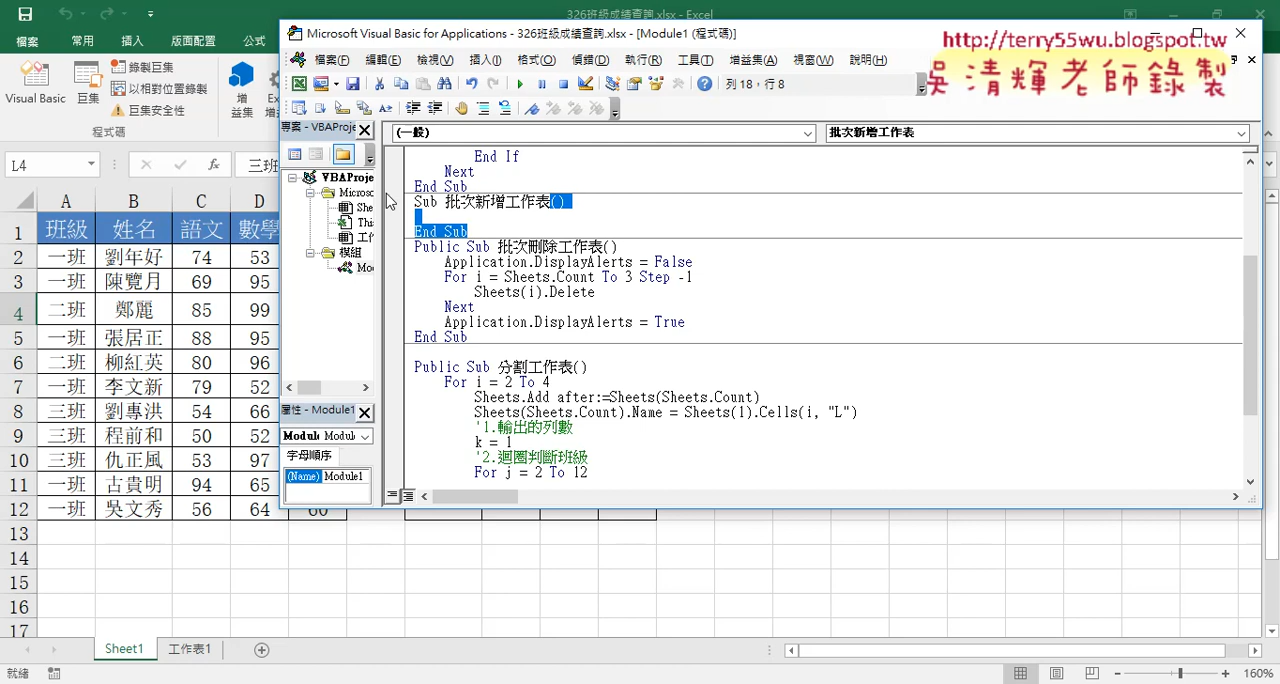 326班級成績查詢.xlsx - Excel
檔案 常用 插入 版面配置 公式
Visual Basic 巨集 錄製巨集
以相對位置錄製
巨集安全性
增益集
程式碼
L4 fx 三班
A B C D
1 班級 姓名 語文 數學
2 一班 劉年好 74 53
3 一班 陳覽月 69 95
4 二班 鄭麗 85 99
5 一班 張居正 88 95
6 二班 柳紅英 80 96
7 一班 李文新 79 52
8 三班 劉專洪 54 66
9 三班 程前和 50 52
10 三班 仇正風 53 97
11 一班 古貴明 94 65
12 一班 吳文秀 56 64 60
13
14
15
16
17
Sheet1 工作表1
就緒
160%
Microsoft Visual Basic for Applications - 326班級成績查詢.xlsx - [Module1 (程式碼)]
http://terry55wu.blogspot.tw
吳清輝老師錄製
檔案(F) 編輯(E) 檢視(V) 插入(I) 格式(O) 偵錯(D) 執行(R) 工具(T) 增益集(A) 視窗(W) 說明(H)
列 18，行 8
專案 - VBAProje
VBAProje
Microsc
She
Thi
工作
模組
Mo
屬性 - Module1
Module Modul
字母順序
(Name) Module1
(一般) 批次新增工作表
End If
Next
End Sub
Sub 批次新增工作表()
End Sub
Public Sub 批次刪除工作表()
Application.DisplayAlerts = False
For i = Sheets.Count To 3 Step -1
Sheets(i).Delete
Next
Application.DisplayAlerts = True
End Sub
Public Sub 分割工作表()
For i = 2 To 4
Sheets.Add after:=Sheets(Sheets.Count)
Sheets(Sheets.Count).Name = Sheets(1).Cells(i, "L")
'1.輸出的列數
k = 1
'2.迴圈判斷班級
For j = 2 To 12